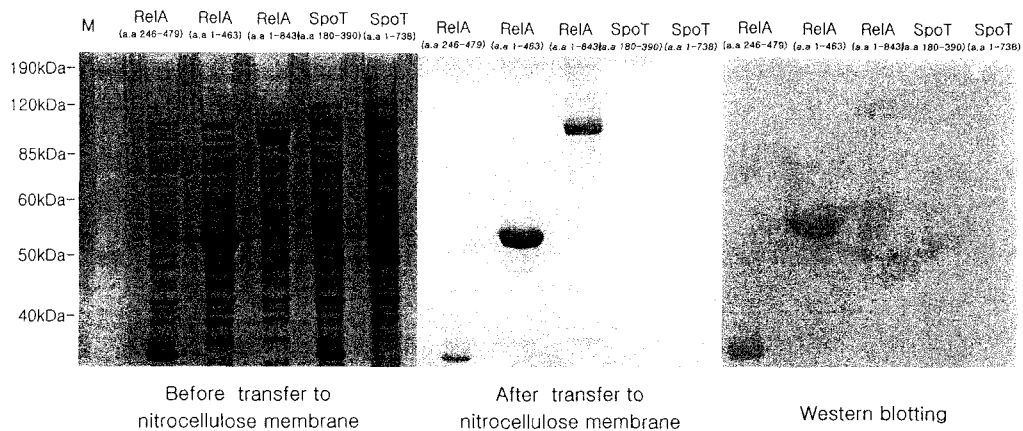 M RelA RelA RelA SpoT SpoT
(a.a 246-479) (a.a 1-463) (a.a 1-843) (a.a 180-390) (a.a 1-738)
RelA RelA RelA SpoT SpoT
(a.a 246-479) (a.a 1-463) (a.a 1-843) (a.a 180-390) (a.a 1-738)
RelA RelA RelA SpoT SpoT
(a.a 246-479) (a.a 1-463) (a.a 1-843) (a.a 180-390) (a.a 1-738)
190kDa-
120kDa-
85kDa-
60kDa-
50kDa-
40kDa-
Before transfer to
nitrocellulose membrane
After transfer to
nitrocellulose membrane
Western blotting